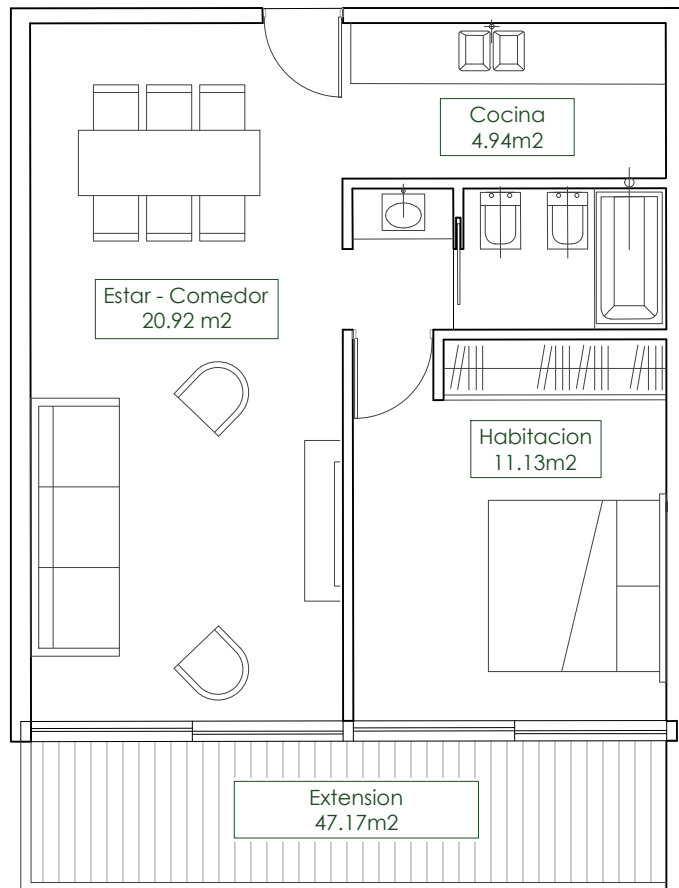 Cocina
4.94m2
Estar - Comedor
20.92 m2
Habitacion
11.13m2
Extension
47.17m2